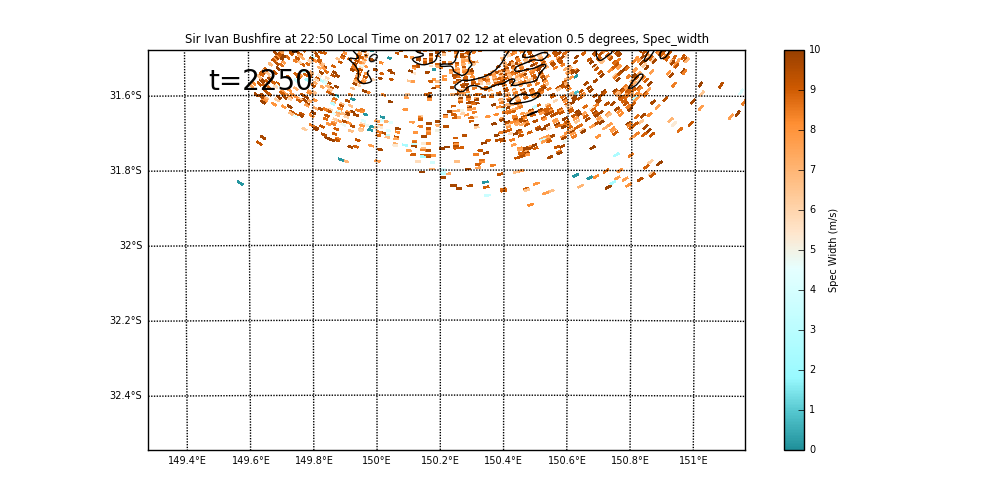 Sir Ivan Bushfire at 22:50 Local Time on 2017 02 12 at elevation 0.5 degrees, Spec_width
t=2250
31.6°S
31.8°S
32°S
32.2°S
32.4°S
149.4°E 149.6°E 149.8°E 150°E 150.2°E 150.4°E 150.6°E 150.8°E 151°E
10
9
8
7
6
5
4
3
2
1
0
Spec Width (m/s)